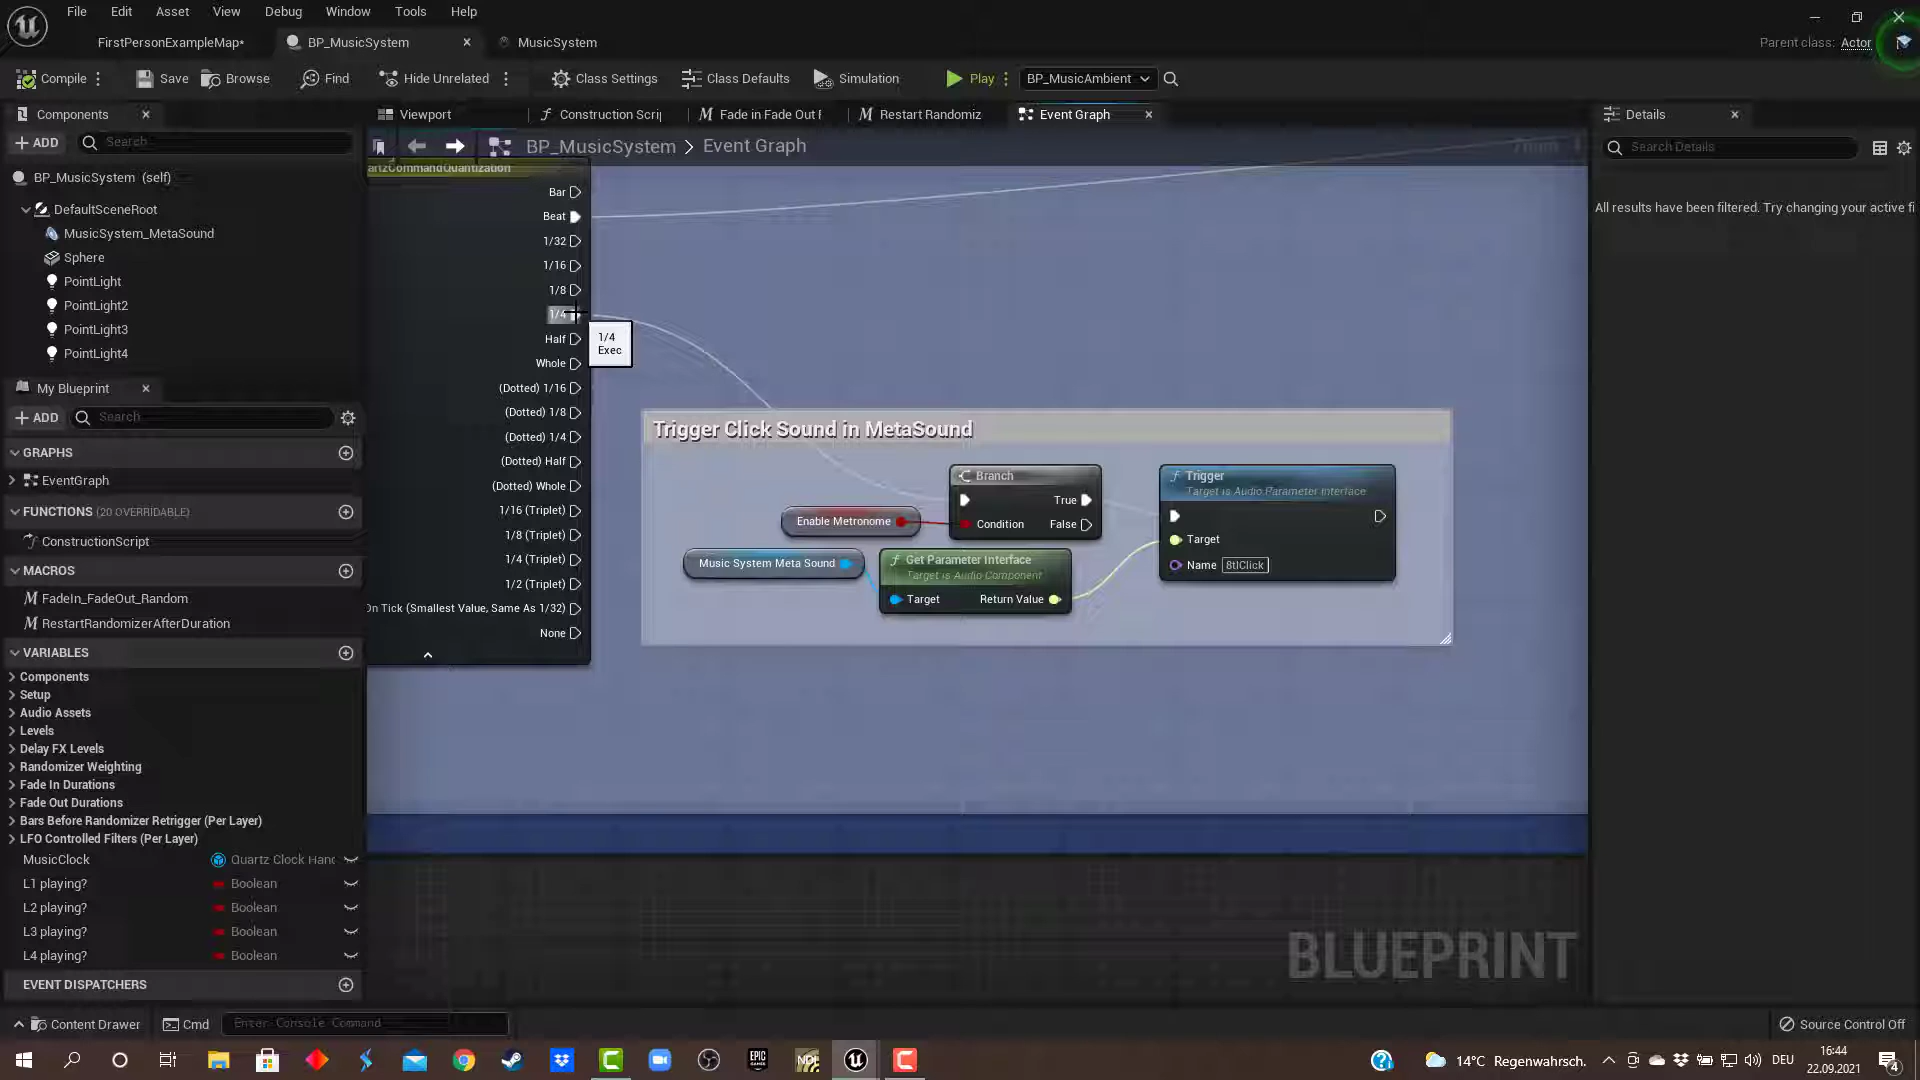 File Edit Asset View Debug Window Tools Help
FirstPersonExampleMap* BP_MusicSystem MusicSystem
Parent class: Actor
Compile Save Browse Find Hide Unrelated Class Settings Class Defaults Simulation Play BP_MusicAmbient
Components Viewport Construction Scri Fade in Fade Out F Restart Randomiz Event Graph Details
ADD Search
BP_MusicSystem > Event Graph
Search Details
BP_MusicSystem (self)
DefaultSceneRoot
MusicSystem_MetaSound
Sphere
PointLight
PointLight2
PointLight3
PointLight4
All results have been filtered. Try changing your active fi
artzCommandQuantization
Bar
Beat
1/32
1/16
1/8
1/4
Half
Whole
(Dotted) 1/16
(Dotted) 1/8
(Dotted) 1/4
(Dotted) Half
(Dotted) Whole
1/16 (Triplet)
1/8 (Triplet)
1/4 (Triplet)
1/2 (Triplet)
On Tick (Smallest Value, Same As 1/32)
None
1/4
Exec
Trigger Click Sound in MetaSound
Branch
True
Condition False
Enable Metronome
Music System Meta Sound
Get Parameter Interface
Target is Audio Component
Target Return Value
Trigger
Target is Audio Parameter Interface
Target
Name 8tlClick
My Blueprint
ADD Search
GRAPHS
EventGraph
FUNCTIONS (20 OVERRIDABLE)
ConstructionScript
MACROS
FadeIn_FadeOut_Random
RestartRandomizerAfterDuration
VARIABLES
Components
Setup
Audio Assets
Levels
Delay FX Levels
Randomizer Weighting
Fade In Durations
Fade Out Durations
Bars Before Randomizer Retrigger (Per Layer)
LFO Controlled Filters (Per Layer)
MusicClock Quartz Clock Hanc
L1 playing? Boolean
L2 playing? Boolean
L3 playing? Boolean
L4 playing? Boolean
EVENT DISPATCHERS
BLUEPRINT
Content Drawer Cmd Enter Console Command Source Control Off
EPIC GAMES
14°C Regenwahrsch. DEU 16:44
22.09.2021
4